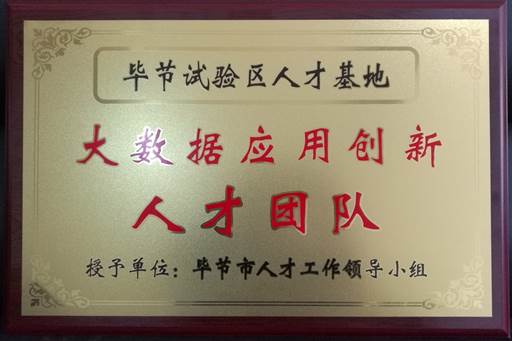 毕节试验区人才基地
大数据应用创新
人才团队
授予单位：毕节市人才工作领导小组